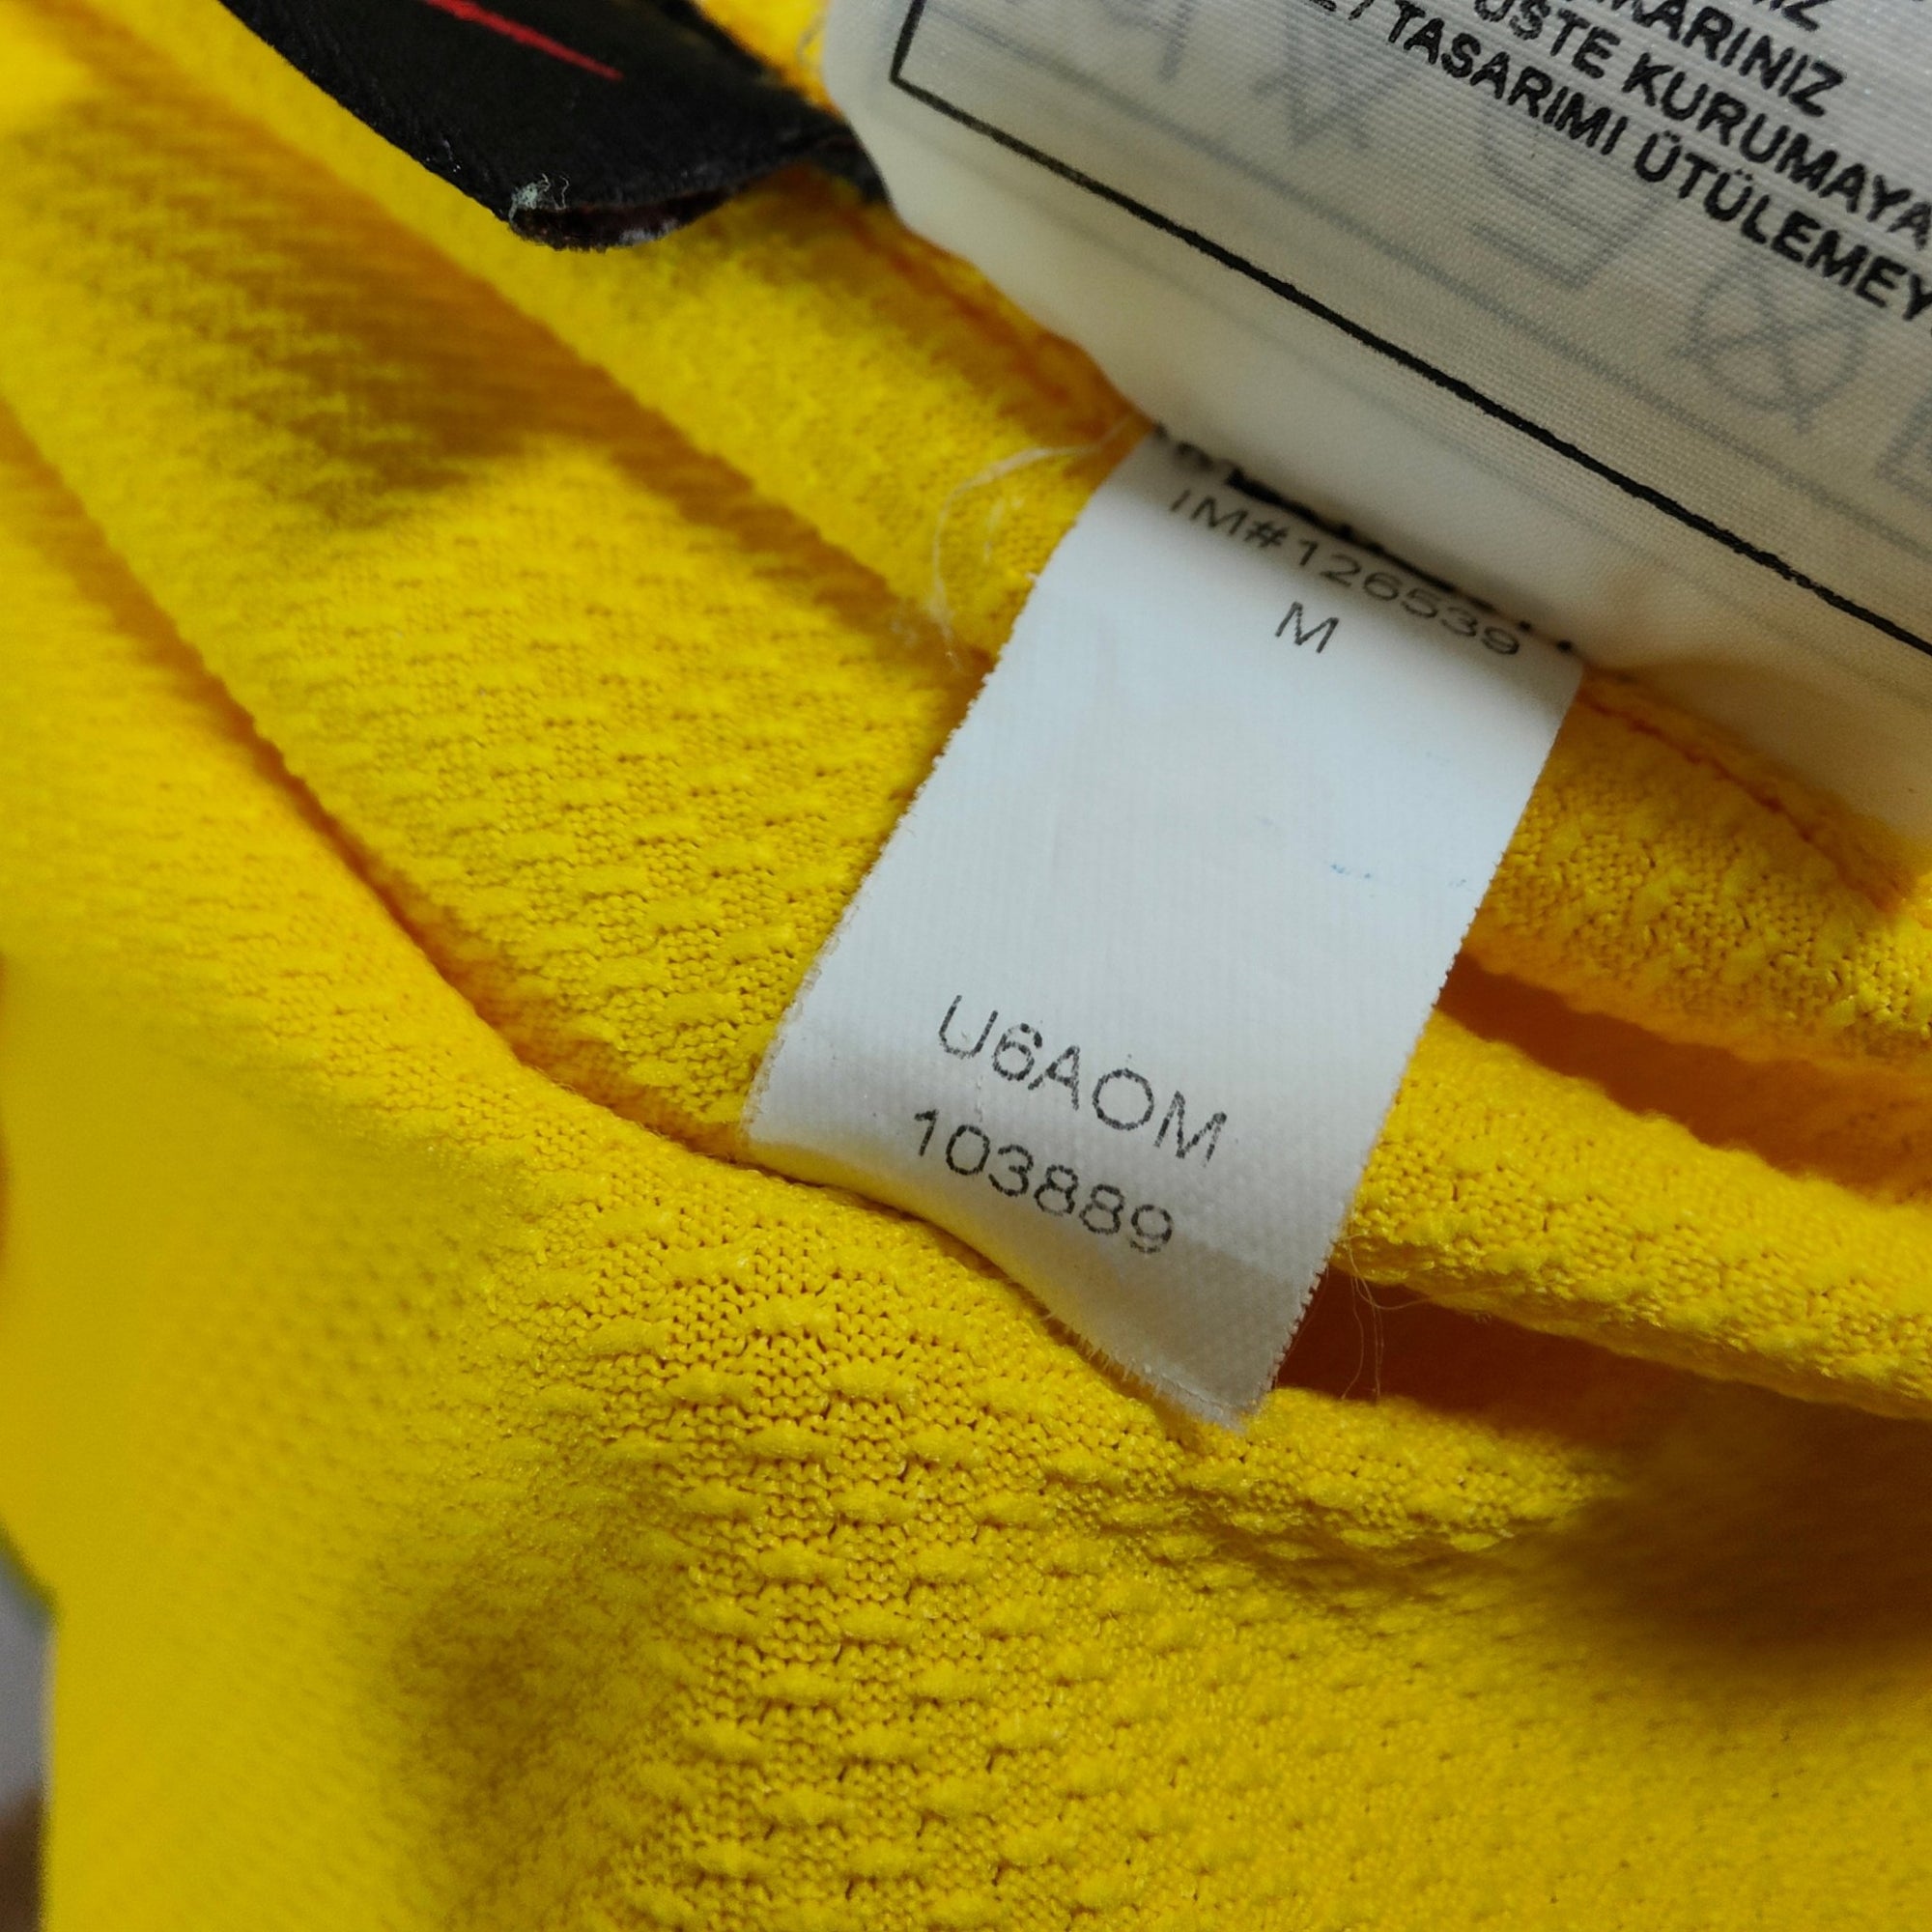 KARINIZ
ÜSTE KURUMAYA
TASARIMI ÜTÜLEMEY
IM#126539
M
U6AOM
103889